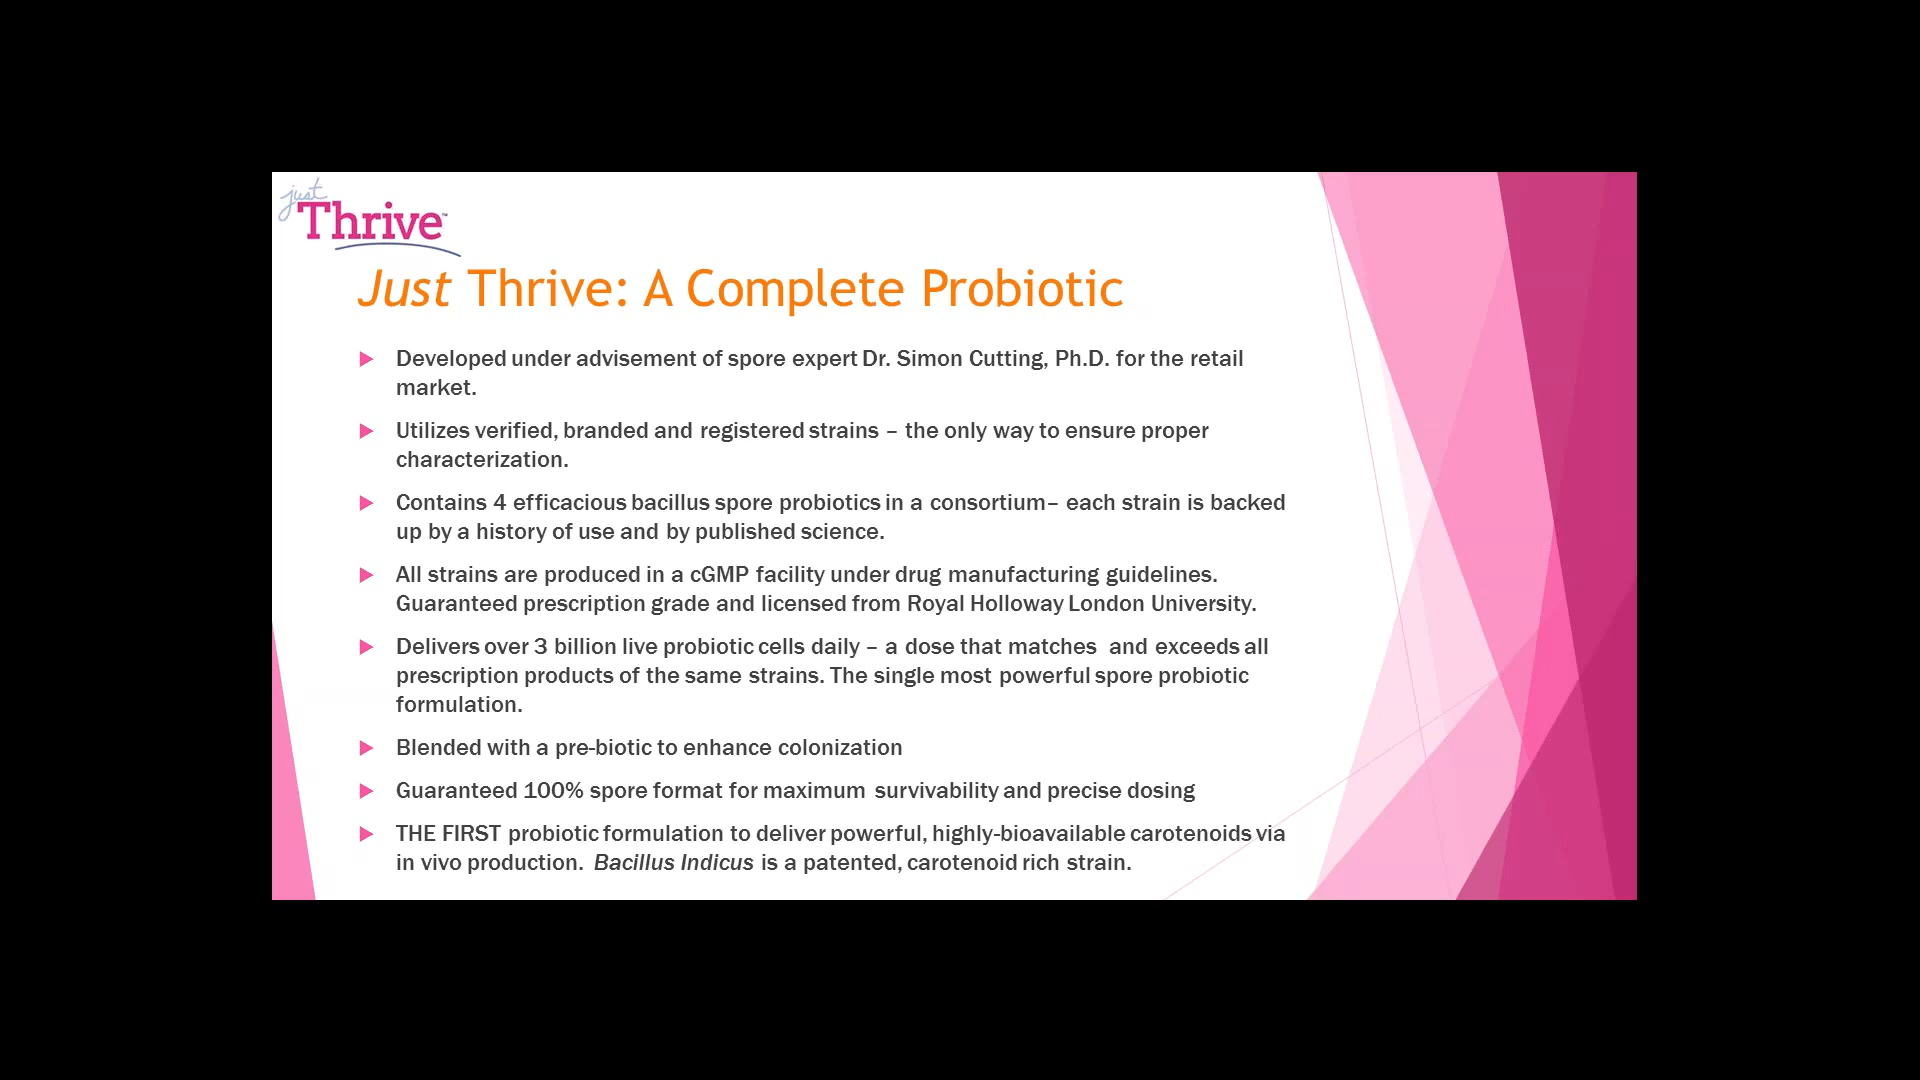 just
Thrive™
Just Thrive: A Complete Probiotic
Developed under advisement of spore expert Dr. Simon Cutting, Ph.D. for the retail
market.
Utilizes verified, branded and registered strains – the only way to ensure proper
characterization.
Contains 4 efficacious bacillus spore probiotics in a consortium– each strain is backed
up by a history of use and by published science.
All strains are produced in a cGMP facility under drug manufacturing guidelines.
Guaranteed prescription grade and licensed from Royal Holloway London University.
Delivers over 3 billion live probiotic cells daily – a dose that matches and exceeds all
prescription products of the same strains. The single most powerful spore probiotic
formulation.
Blended with a pre-biotic to enhance colonization
Guaranteed 100% spore format for maximum survivability and precise dosing
THE FIRST probiotic formulation to deliver powerful, highly-bioavailable carotenoids via
in vivo production. Bacillus Indicus is a patented, carotenoid rich strain.